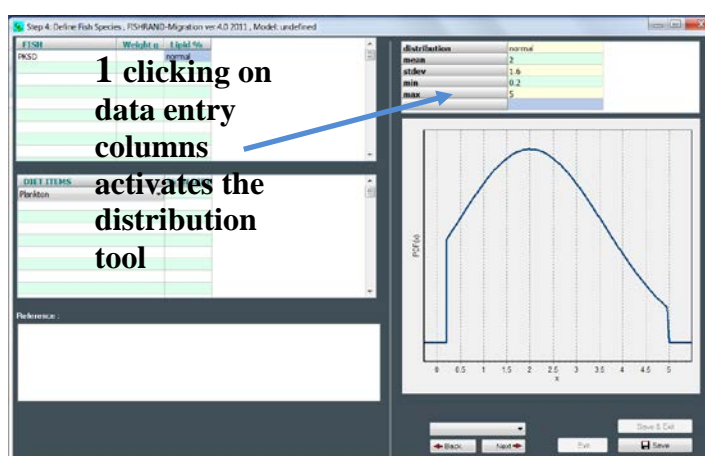 Step 4: Define Fish Species , FISHRAND-Migration ver.4.0 2011 , Model: undefined
FISH Weight g Lipid %
PKSD normal
1 clicking on
data entry
columns
activates the
distribution
tool
DIET ITEMS
Plankton
Reference :
distribution normal
mean 2
stdev 1.6
min 0.2
max 5
PDF(x)
0 0.5 1 1.5 2 2.5 3 3.5 4 4.5 5
x
Save & Exit
Back Next Exit Save